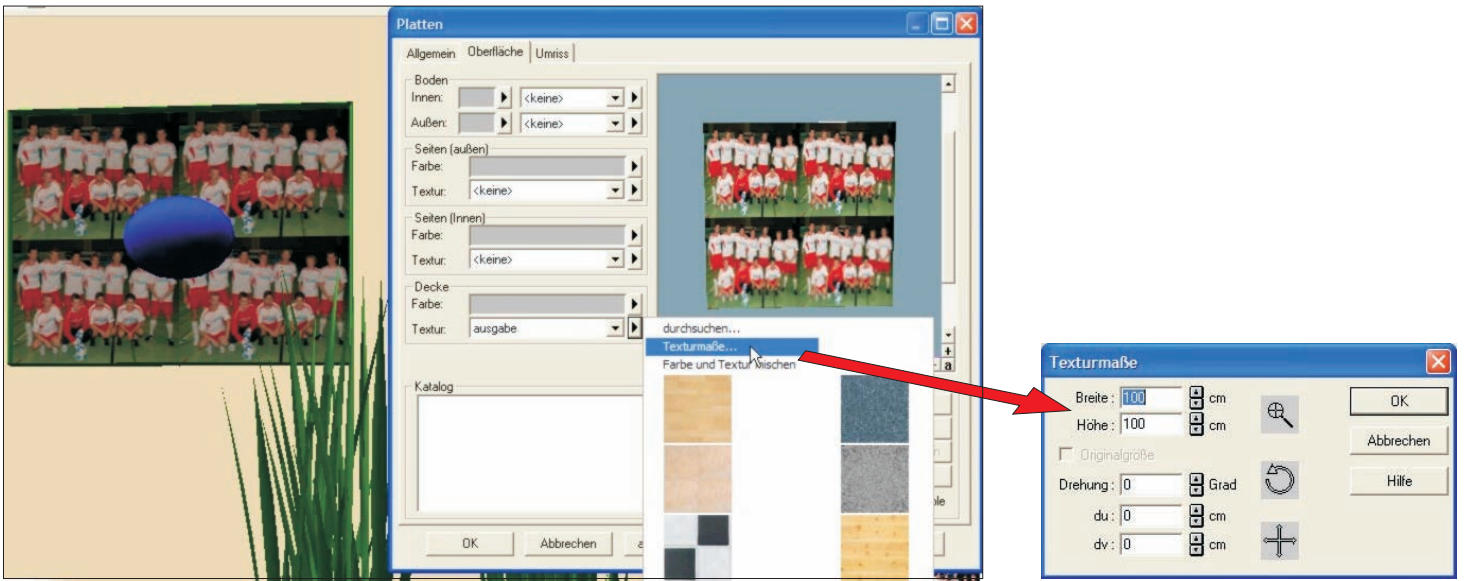 Platten
Allgemein Oberfläche Umriss
Boden
Innen: <keine>
Außen: <keine>
Seiten (außen)
Farbe:
Textur: <keine>
Seiten (Innen)
Farbe:
Textur: <keine>
Decke
Farbe:
Textur: ausgabe
durchsuchen...
Texturmaße...
Farbe und Textur mischen
a
Katalog
OK Abbrechen
Texturmaße
Breite : 100 cm
Höhe : 100 cm
Originalgröße
Drehung : 0 Grad
du : 0 cm
dv : 0 cm
OK
Abbrechen
Hilfe